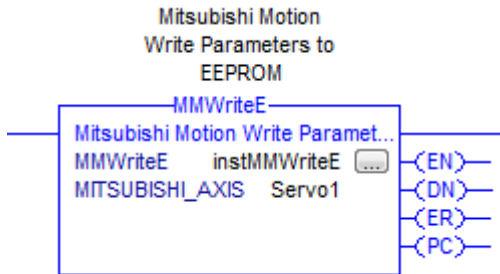 Mitsubishi Motion
Write Parameters to
EEPROM
MMWriteE
Mitsubishi Motion Write Paramet...
MMWriteE instMMWriteE ...
(EN)
MITSUBISHI_AXIS Servo1
(DN)
(ER)
(PC)